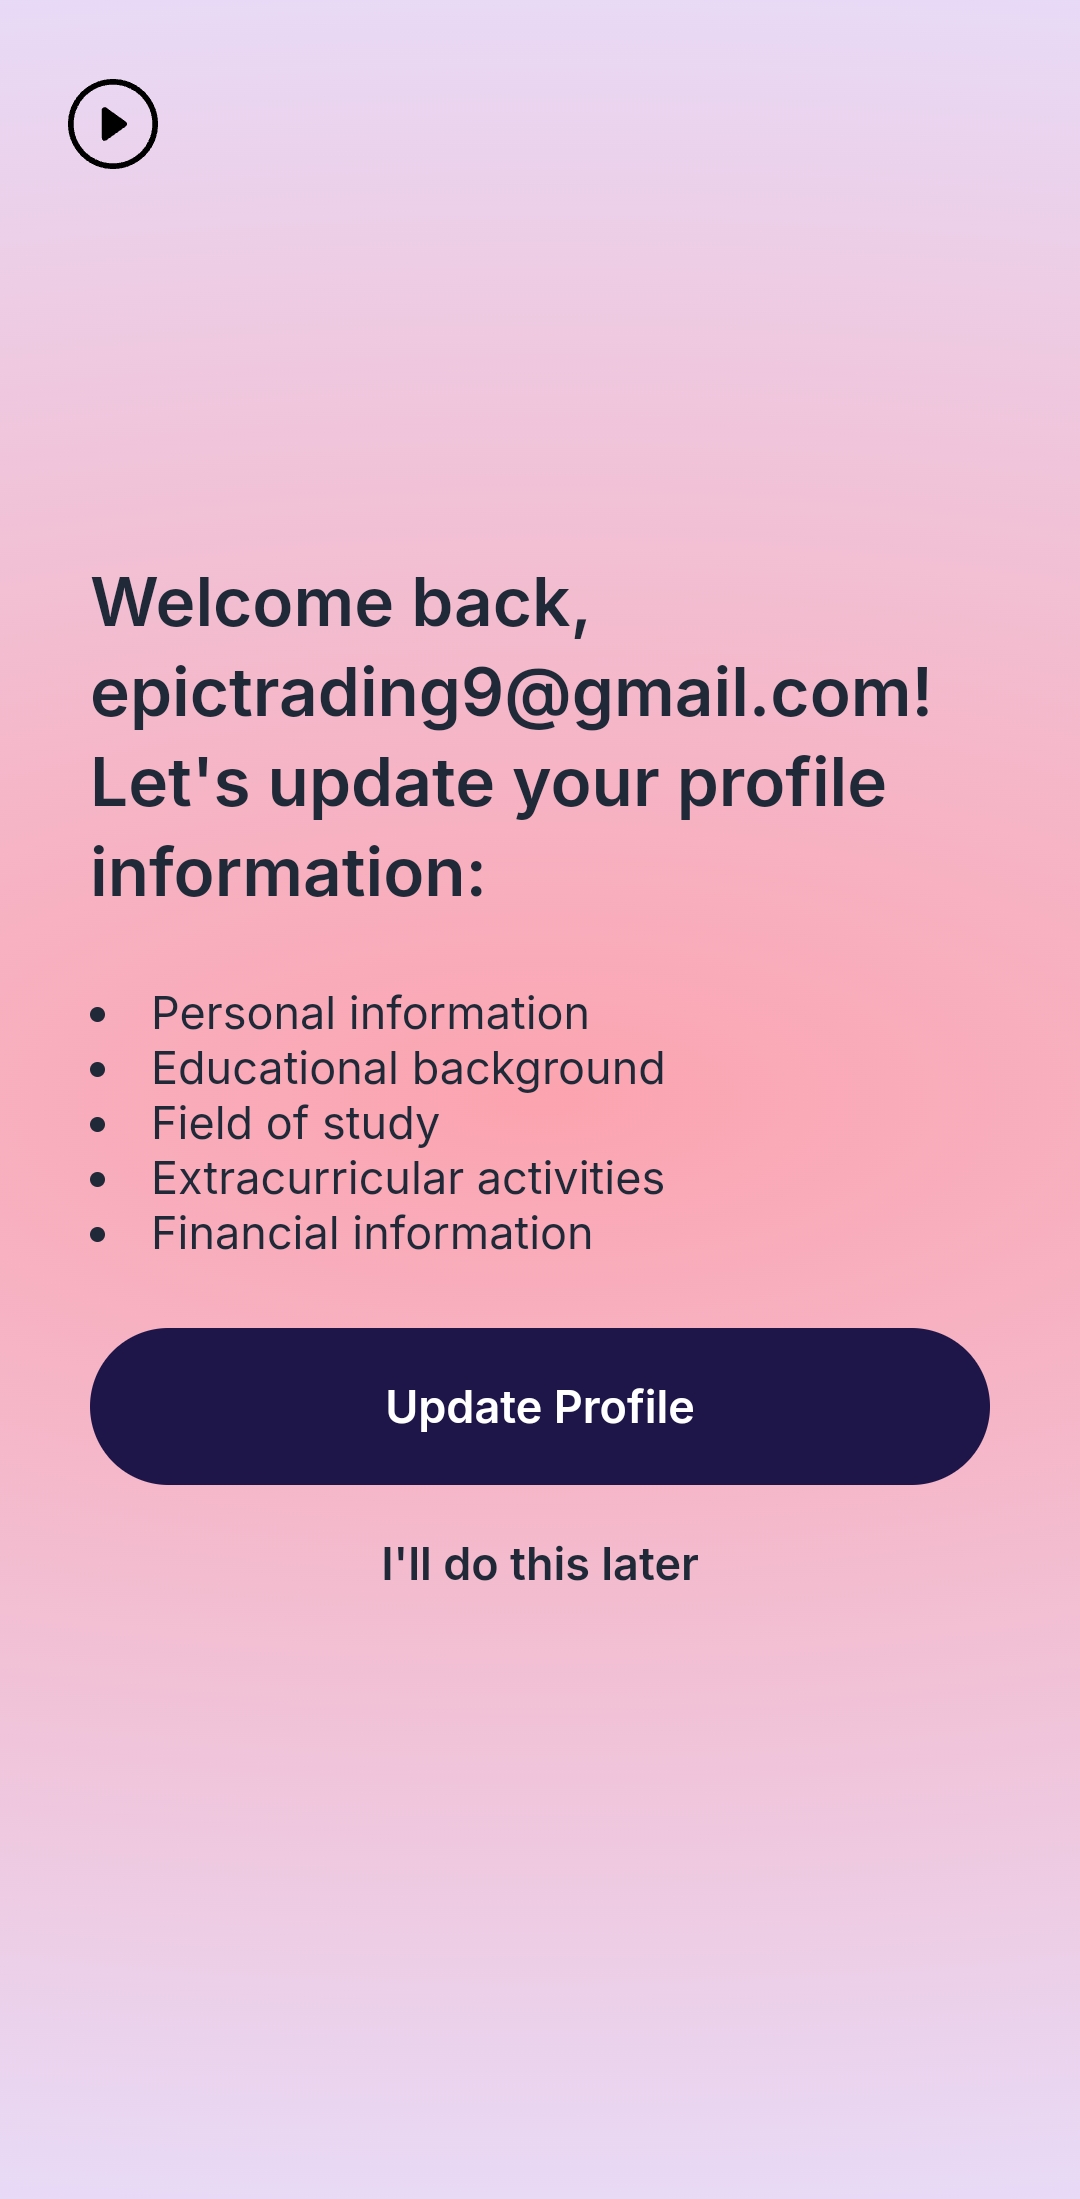 Welcome back,
epictrading9@gmail.com!
Let's update your profile
information:
• Personal information
• Educational background
• Field of study
• Extracurricular activities
• Financial information
Update Profile
I'll do this later